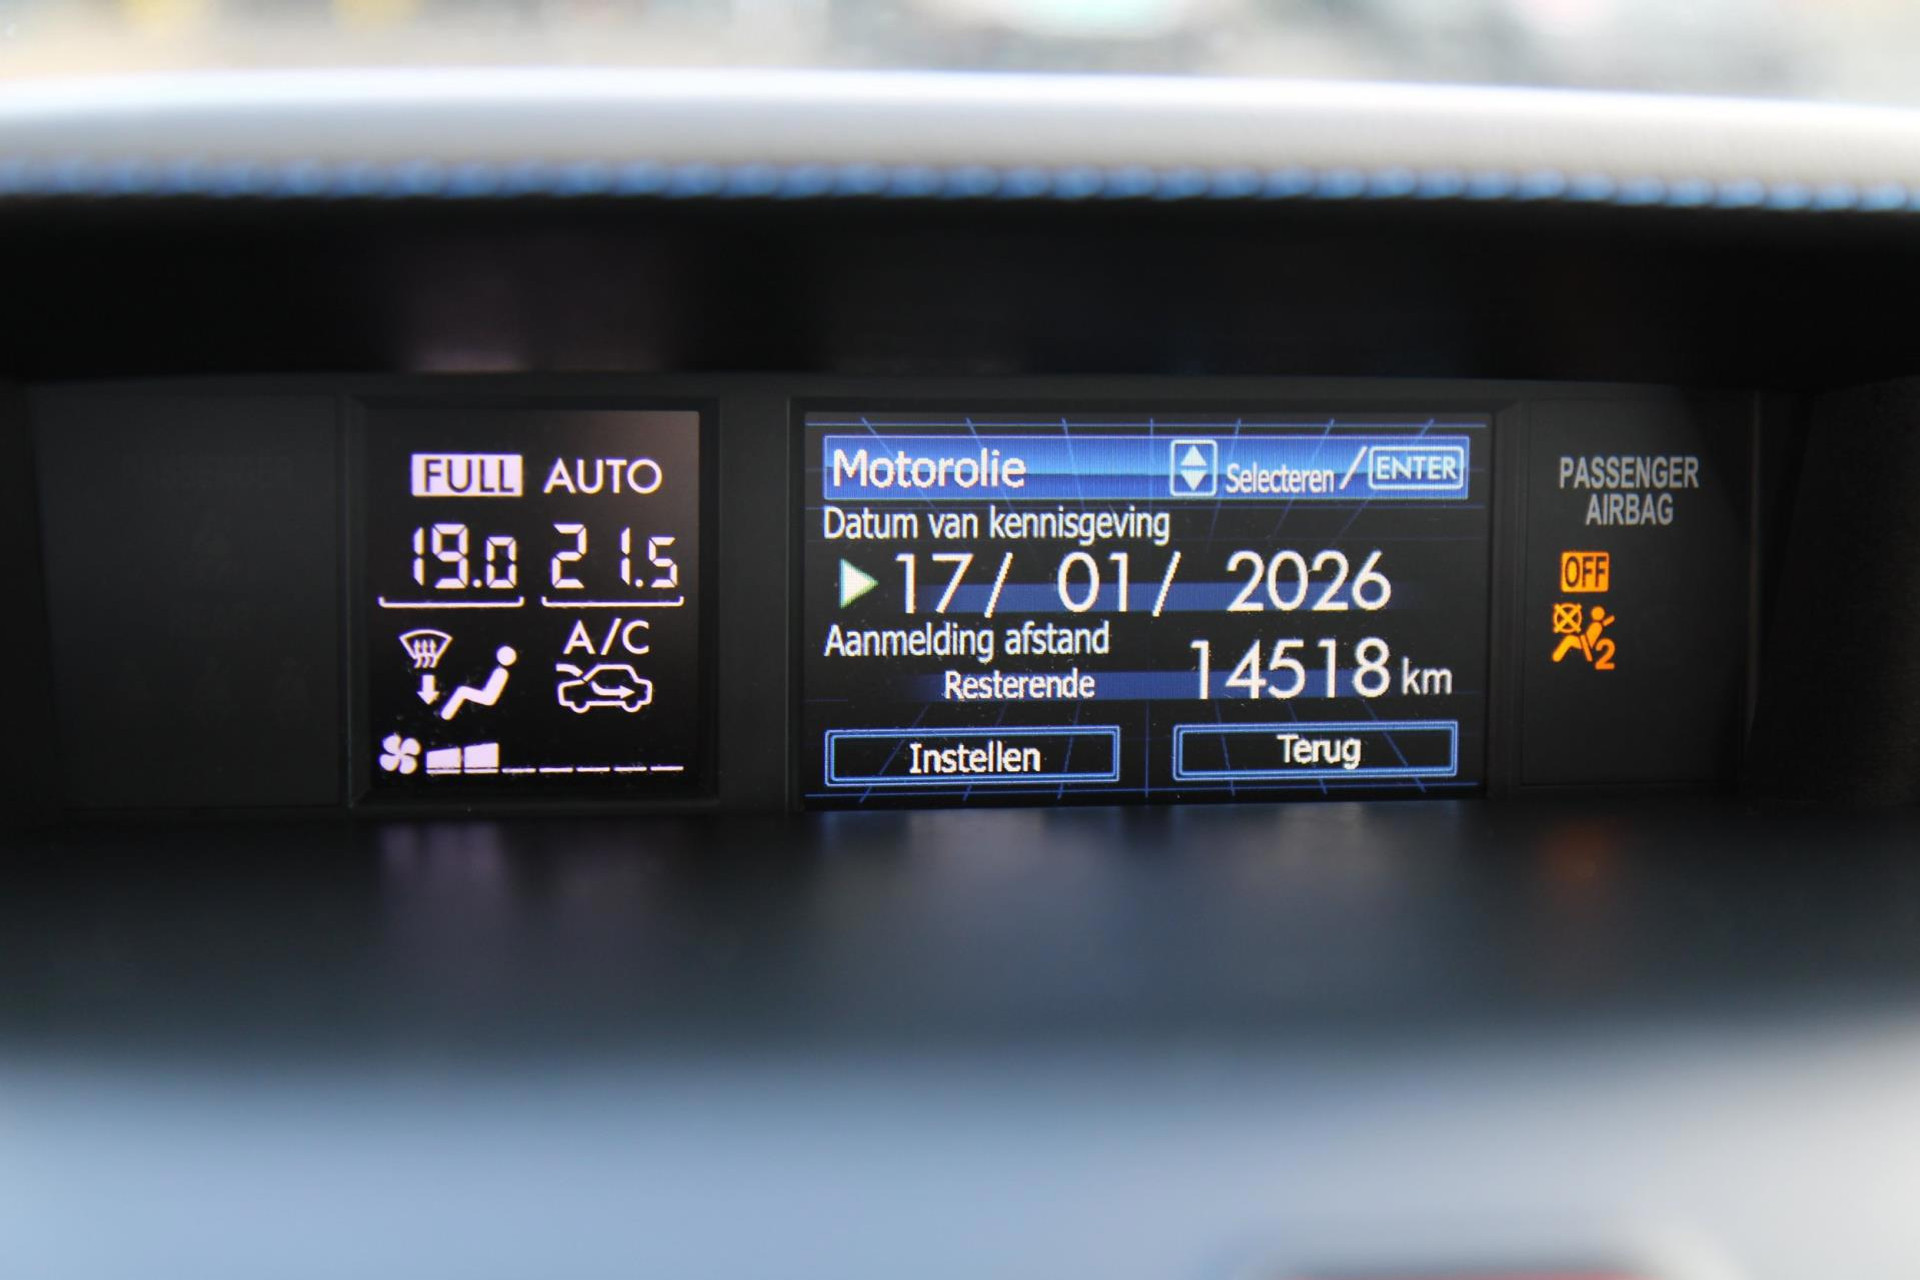 FULL AUTO
19.0 21.5
A/C
Motorolie Selecteren / ENTER
Datum van kennisgeving
17/ 01/ 2026
Aanmelding afstand
Resterende 14518 km
Instellen Terug
PASSENGER
AIRBAG
OFF
2